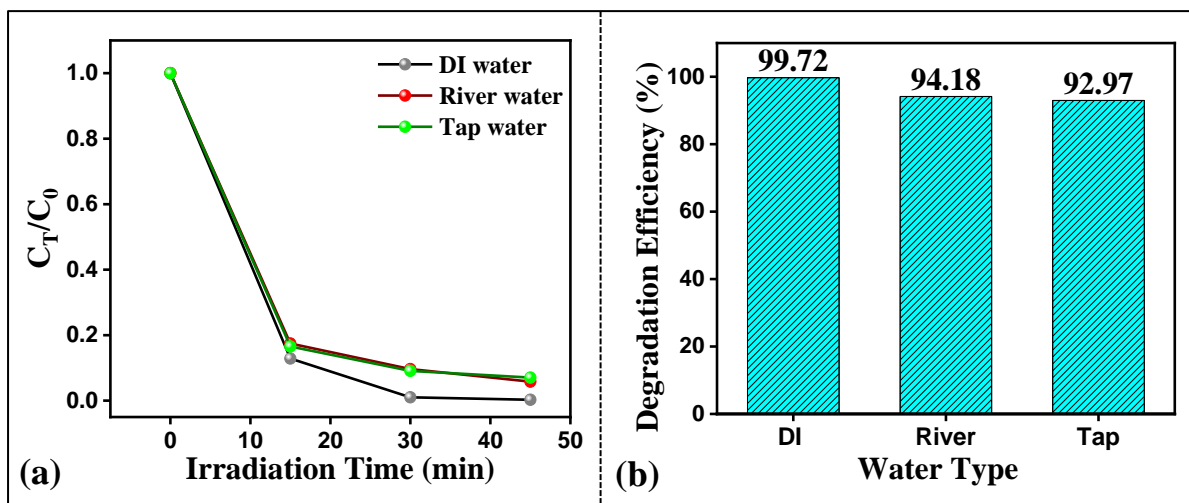 DI water
River water
Tap water
1.0
0.8
0.6
0.4
0.2
0.0
C_T/C_0
0 10 20 30 40 50
Irradiation Time (min)
(a)
99.72 94.18 92.97
100
80
60
40
20
0
Degradation Efficiency (%)
DI River Tap
Water Type
(b)